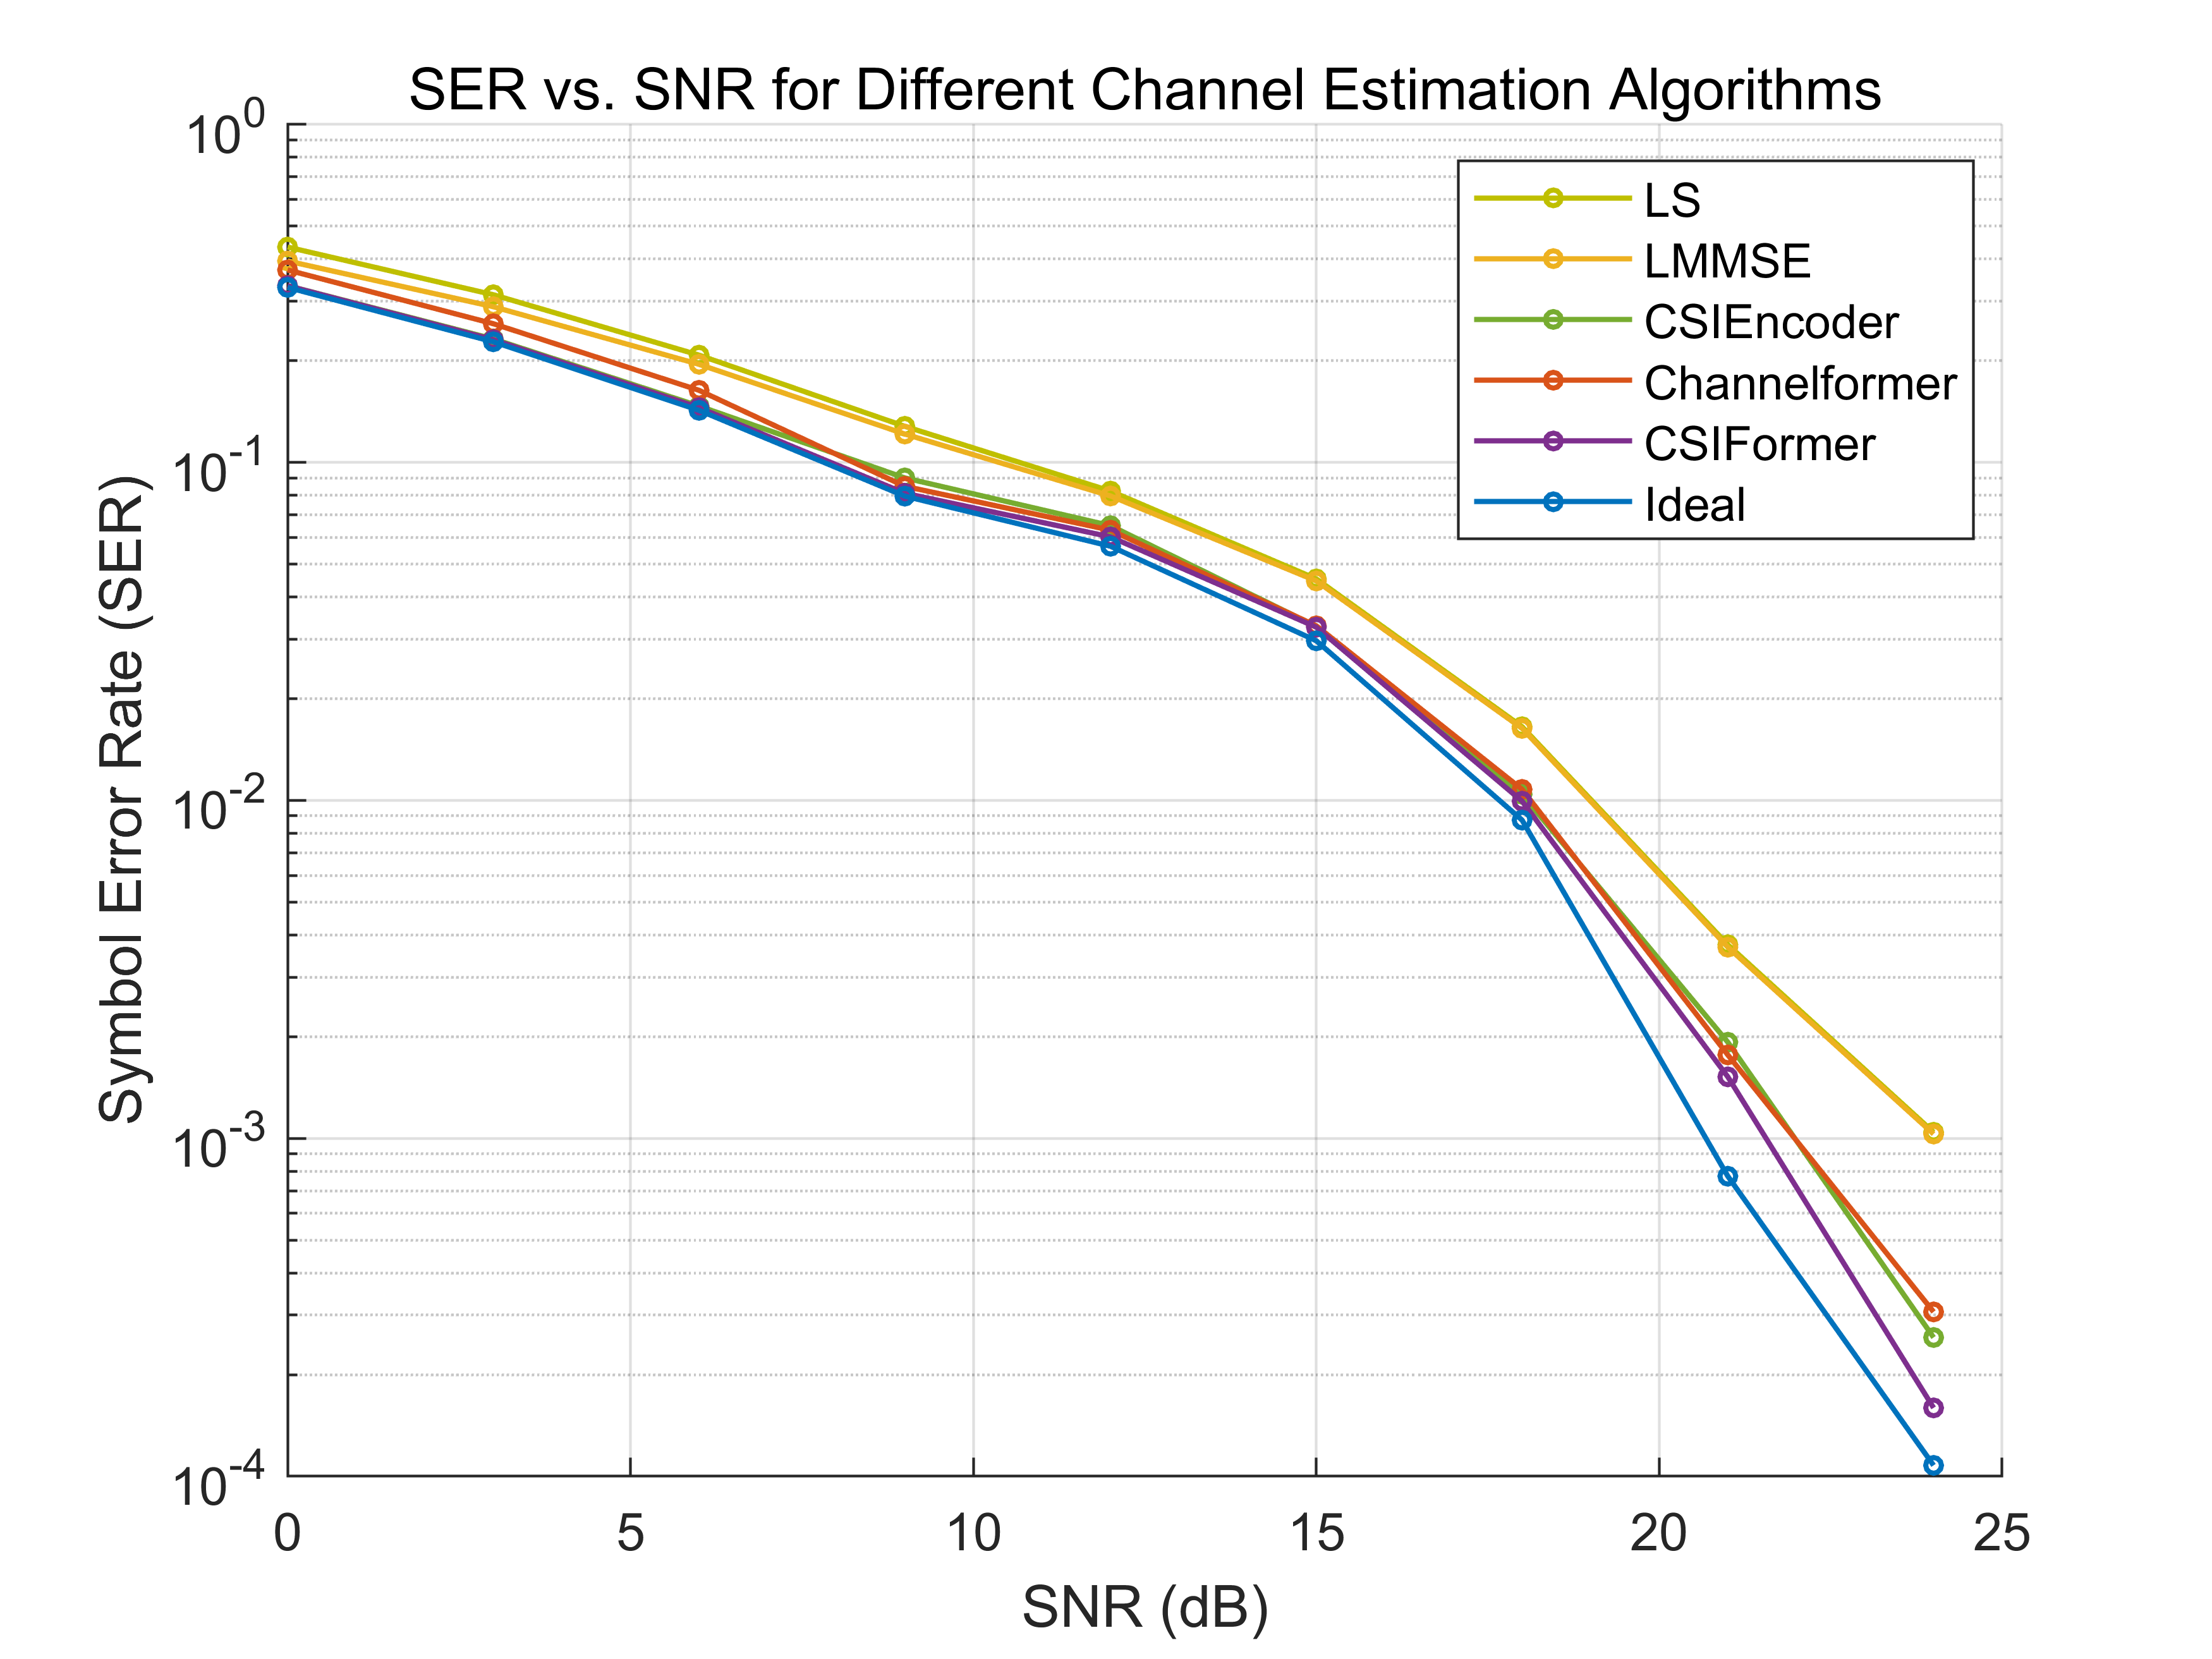 SER vs. SNR for Different Channel Estimation Algorithms
10^0
10^-1
10^-2
10^-3
10^-4
Symbol Error Rate (SER)
LS
LMMSE
CSIEncoder
Channelformer
CSIFormer
Ideal
0 5 10 15 20 25
SNR (dB)